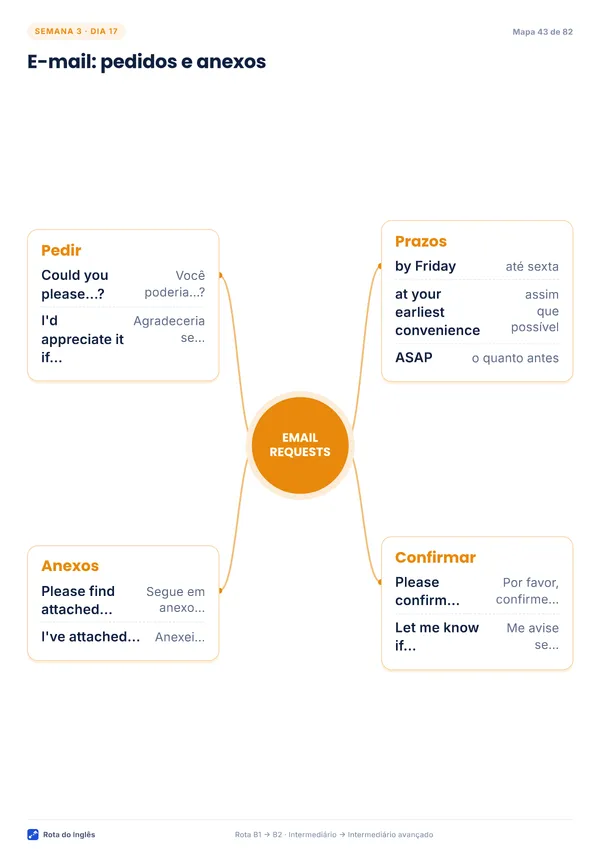 SEMANA 3 · DIA 17
Mapa 43 de 82
E-mail: pedidos e anexos
Pedir
Could you
please...?
Você
poderia...?
I'd
appreciate it
if...
Agradeceria
se...
Prazos
by Friday
até sexta
at your
earliest
convenience
assim
que
possível
ASAP
o quanto antes
EMAIL
REQUESTS
Anexos
Please find
attached...
Segue em
anexo...
I've attached...
Anexei...
Confirmar
Please
confirm...
Por favor,
confirme...
Let me know
if...
Me avise
se...
Rota do Inglês
Rota B1 → B2 · Intermediário → Intermediário avançado